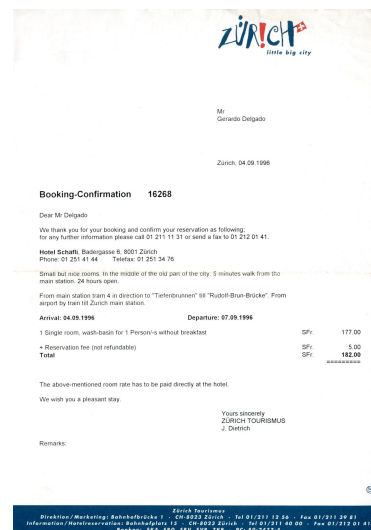 ZÜR!CH
little big city
Mr
Gerardo Delgado
Zürich, 04.09.1996
Booking-Confirmation 16268
Dear Mr Delgado
We thank you for your booking and confirm your reservation as following;
for any further information please call 01 211 11 31 or send a fax to 01 212 01 41.
Hotel Schäfli, Badergasse 6, 8001 Zürich
Phone: 01 251 41 44 Telefax: 01 251 34 76
Small but nice rooms. In the middle of the old part of the city. 5 minutes walk from the
main station. 24 hours open.
From main station tram 4 in direction to "Tiefenbrunnen" till "Rudolf-Brun-Brücke". From
airport by train till Zürich main station.
Arrival: 04.09.1996 Departure: 07.09.1996
1 Single room, wash-basin for 1 Person/-s without breakfast SFr. 177.00
+ Reservation fee (not refundable) SFr. 5.00
Total SFr. 182.00
=========
The above-mentioned room rate has to be paid directly at the hotel.
We wish you a pleasant stay.
Yours sincerely
ZÜRICH TOURISMUS
J. Dietrich
Remarks:
Zürich Tourismus
Direktion/Marketing: Bahnhofbrücke 1 · CH-8023 Zürich · Tel 01/211 12 56 · Fax 01/211 39 81
Information/Hotelreservation: Bahnhofplatz 15 · CH-8023 Zürich · Tel 01/211 40 00 · Fax 01/212 01 41